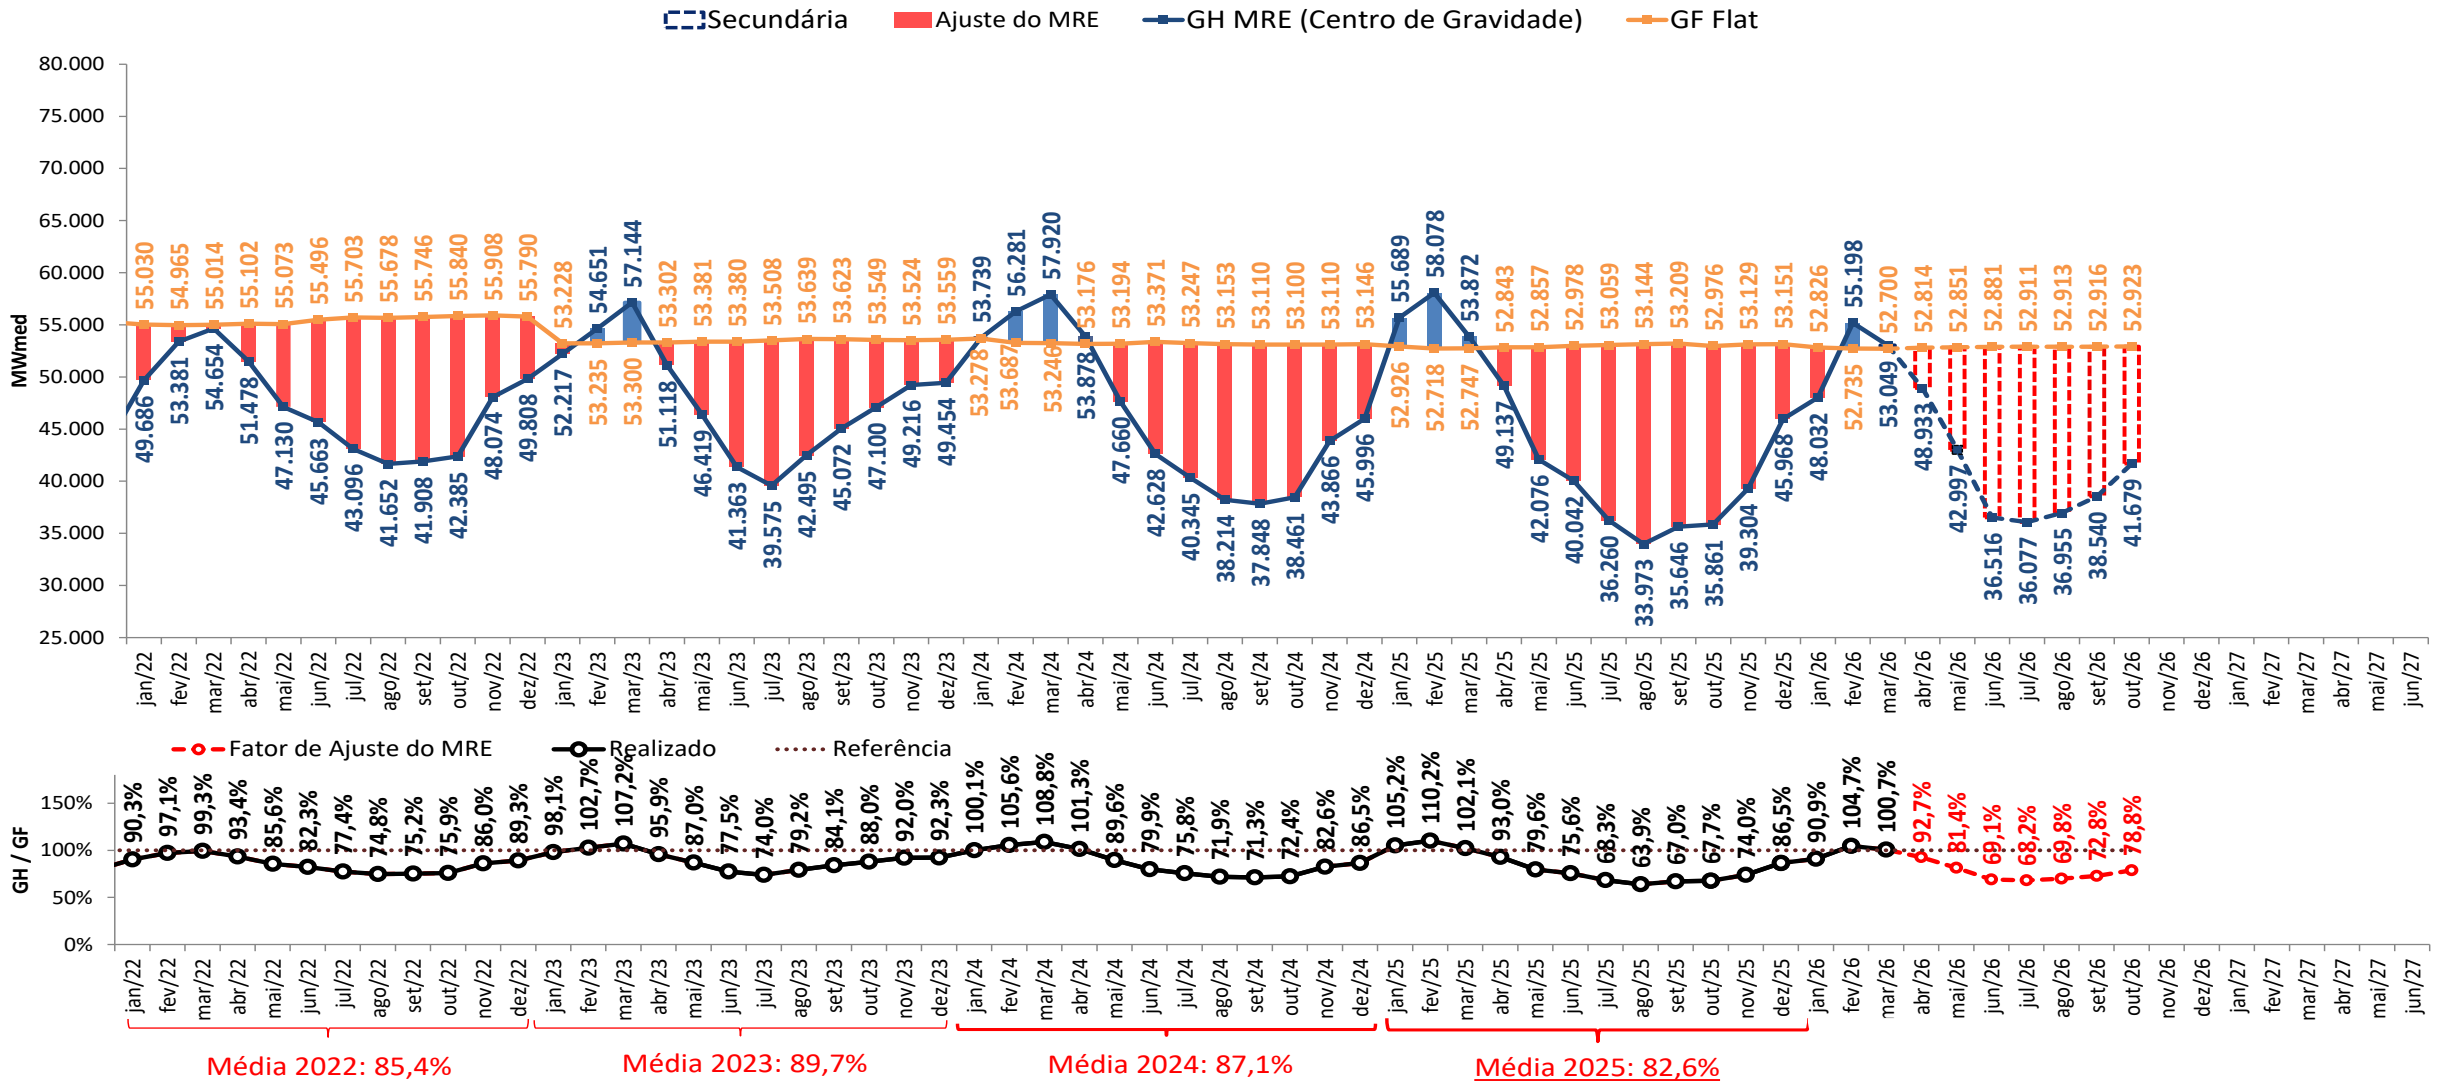 Secundária Ajuste do MRE GH MRE (Centro de Gravidade) GF Flat
MWmed
80.000
75.000
70.000
65.000
60.000
55.000
50.000
45.000
40.000
35.000
30.000
25.000
55.030 54.965 55.014 55.102 55.073 55.496 55.703 55.678 55.746 55.840 55.908 55.790 53.228 54.651 57.144 53.302 53.381 53.380 53.508 53.639 53.623 53.549 53.524 53.559 53.739 56.281 57.920 53.176 53.194 53.371 53.247 53.153 53.110 53.100 53.110 53.146 55.689 58.078 53.872 52.843 52.857 52.978 53.059 53.144 53.209 52.976 53.129 53.151 52.826 55.198 52.700 52.814 52.851 52.881 52.911 52.913 52.916 52.923
49.686 53.381 54.654 51.478 47.130 45.663 43.096 41.652 41.908 42.385 48.074 49.808 52.217 53.235 53.300 51.118 46.419 41.363 39.575 42.495 45.072 47.100 49.216 49.454 53.278 53.687 53.246 53.878 47.660 42.628 40.345 38.214 37.848 38.461 43.866 45.996 52.926 52.718 52.747 49.137 42.076 40.042 36.260 33.973 35.646 35.861 39.304 45.968 48.032 52.735 53.049 48.933 42.997 36.516 36.077 36.955 38.540 41.679
jan/22 fev/22 mar/22 abr/22 mai/22 jun/22 jul/22 ago/22 set/22 out/22 nov/22 dez/22 jan/23 fev/23 mar/23 abr/23 mai/23 jun/23 jul/23 ago/23 set/23 out/23 nov/23 dez/23 jan/24 fev/24 mar/24 abr/24 mai/24 jun/24 jul/24 ago/24 set/24 out/24 nov/24 dez/24 jan/25 fev/25 mar/25 abr/25 mai/25 jun/25 jul/25 ago/25 set/25 out/25 nov/25 dez/25 jan/26 fev/26 mar/26 abr/26 mai/26 jun/26 jul/26 ago/26 set/26 out/26 nov/26 dez/26 jan/27 fev/27 mar/27 abr/27 mai/27 jun/27
Fator de Ajuste do MRE Realizado Referência
GH / GF
150%
100%
50%
0%
90,3% 97,1% 99,3% 93,4% 85,6% 82,3% 77,4% 74,8% 75,2% 75,9% 86,0% 89,3% 98,1% 102,7% 107,2% 95,9% 87,0% 77,5% 74,0% 79,2% 84,1% 88,0% 92,0% 92,3% 100,1% 105,6% 108,8% 101,3% 89,6% 79,9% 75,8% 71,9% 71,3% 72,4% 82,6% 86,5% 105,2% 110,2% 102,1% 93,0% 79,6% 75,6% 68,3% 63,9% 67,0% 67,7% 74,0% 86,5% 90,9% 104,7% 100,7% 92,7% 81,4% 69,1% 68,2% 69,8% 72,8% 78,8%
jan/22 fev/22 mar/22 abr/22 mai/22 jun/22 jul/22 ago/22 set/22 out/22 nov/22 dez/22 jan/23 fev/23 mar/23 abr/23 mai/23 jun/23 jul/23 ago/23 set/23 out/23 nov/23 dez/23 jan/24 fev/24 mar/24 abr/24 mai/24 jun/24 jul/24 ago/24 set/24 out/24 nov/24 dez/24 jan/25 fev/25 mar/25 abr/25 mai/25 jun/25 jul/25 ago/25 set/25 out/25 nov/25 dez/25 jan/26 fev/26 mar/26 abr/26 mai/26 jun/26 jul/26 ago/26 set/26 out/26 nov/26 dez/26 jan/27 fev/27 mar/27 abr/27 mai/27 jun/27
Média 2022: 85,4% Média 2023: 89,7% Média 2024: 87,1% Média 2025: 82,6%